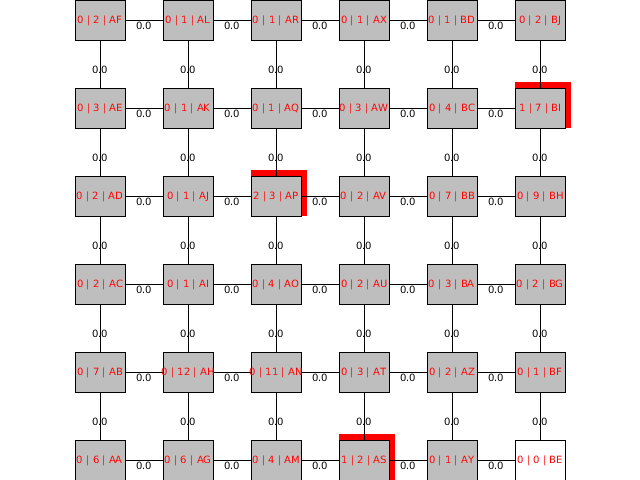 0 | 2 | AF 0.0 0 | 1 | AL 0.0 0 | 1 | AR 0.0 0 | 1 | AX 0.0 0 | 1 | BD 0.0 0 | 2 | BJ
0.0 0.0 0.0 0.0 0.0 0.0
0 | 3 | AE 0.0 0 | 1 | AK 0.0 0 | 1 | AQ 0.0 0 | 3 | AW 0.0 0 | 4 | BC 0.0 1 | 7 | BI
0.0 0.0 0.0 0.0 0.0 0.0
0 | 2 | AD 0.0 0 | 1 | AJ 0.0 2 | 3 | AP 0.0 0 | 2 | AV 0.0 0 | 7 | BB 0.0 0 | 9 | BH
0.0 0.0 0.0 0.0 0.0 0.0
0 | 2 | AC 0.0 0 | 1 | AI 0.0 0 | 4 | AO 0.0 0 | 2 | AU 0.0 0 | 3 | BA 0.0 0 | 2 | BG
0.0 0.0 0.0 0.0 0.0 0.0
0 | 7 | AB 0.0 0 | 12 | AH 0.0 0 | 11 | AN 0.0 0 | 3 | AT 0.0 0 | 2 | AZ 0.0 0 | 1 | BF
0.0 0.0 0.0 0.0 0.0 0.0
0 | 6 | AA 0.0 0 | 6 | AG 0.0 0 | 4 | AM 0.0 1 | 2 | AS 0.0 0 | 1 | AY 0.0 0 | 0 | BE